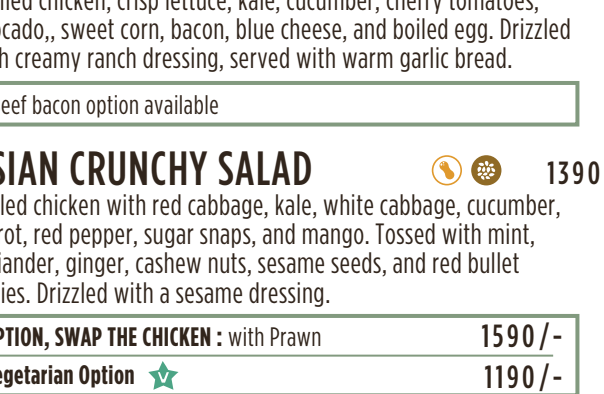 lled chicken, crisp lettuce, kale, cucumber, cherry tomatoes,
ocado,, sweet corn, bacon, blue cheese, and boiled egg. Drizzled
h creamy ranch dressing, served with warm garlic bread.
eef bacon option available
SIAN CRUNCHY SALAD 1390
led chicken with red cabbage, kale, white cabbage, cucumber,
rot, red pepper, sugar snaps, and mango. Tossed with mint,
iander, ginger, cashew nuts, sesame seeds, and red bullet
ies. Drizzled with a sesame dressing.
PTION, SWAP THE CHICKEN : with Prawn 1590/-
egetarian Option V 1190/-